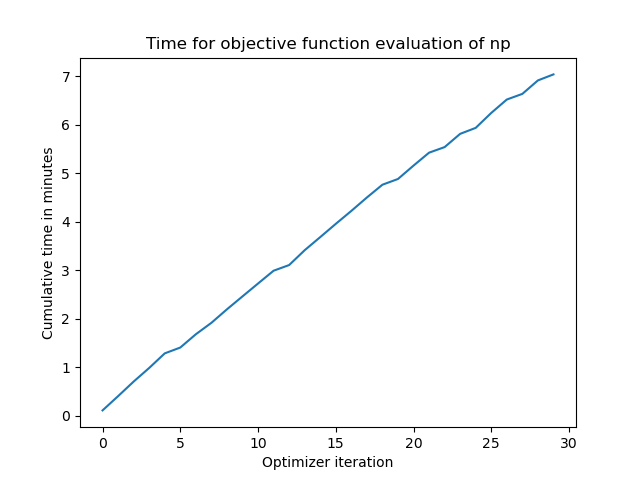 Time for objective function evaluation of np
Cumulative time in minutes
7
6
5
4
3
2
1
0
0 5 10 15 20 25 30
Optimizer iteration